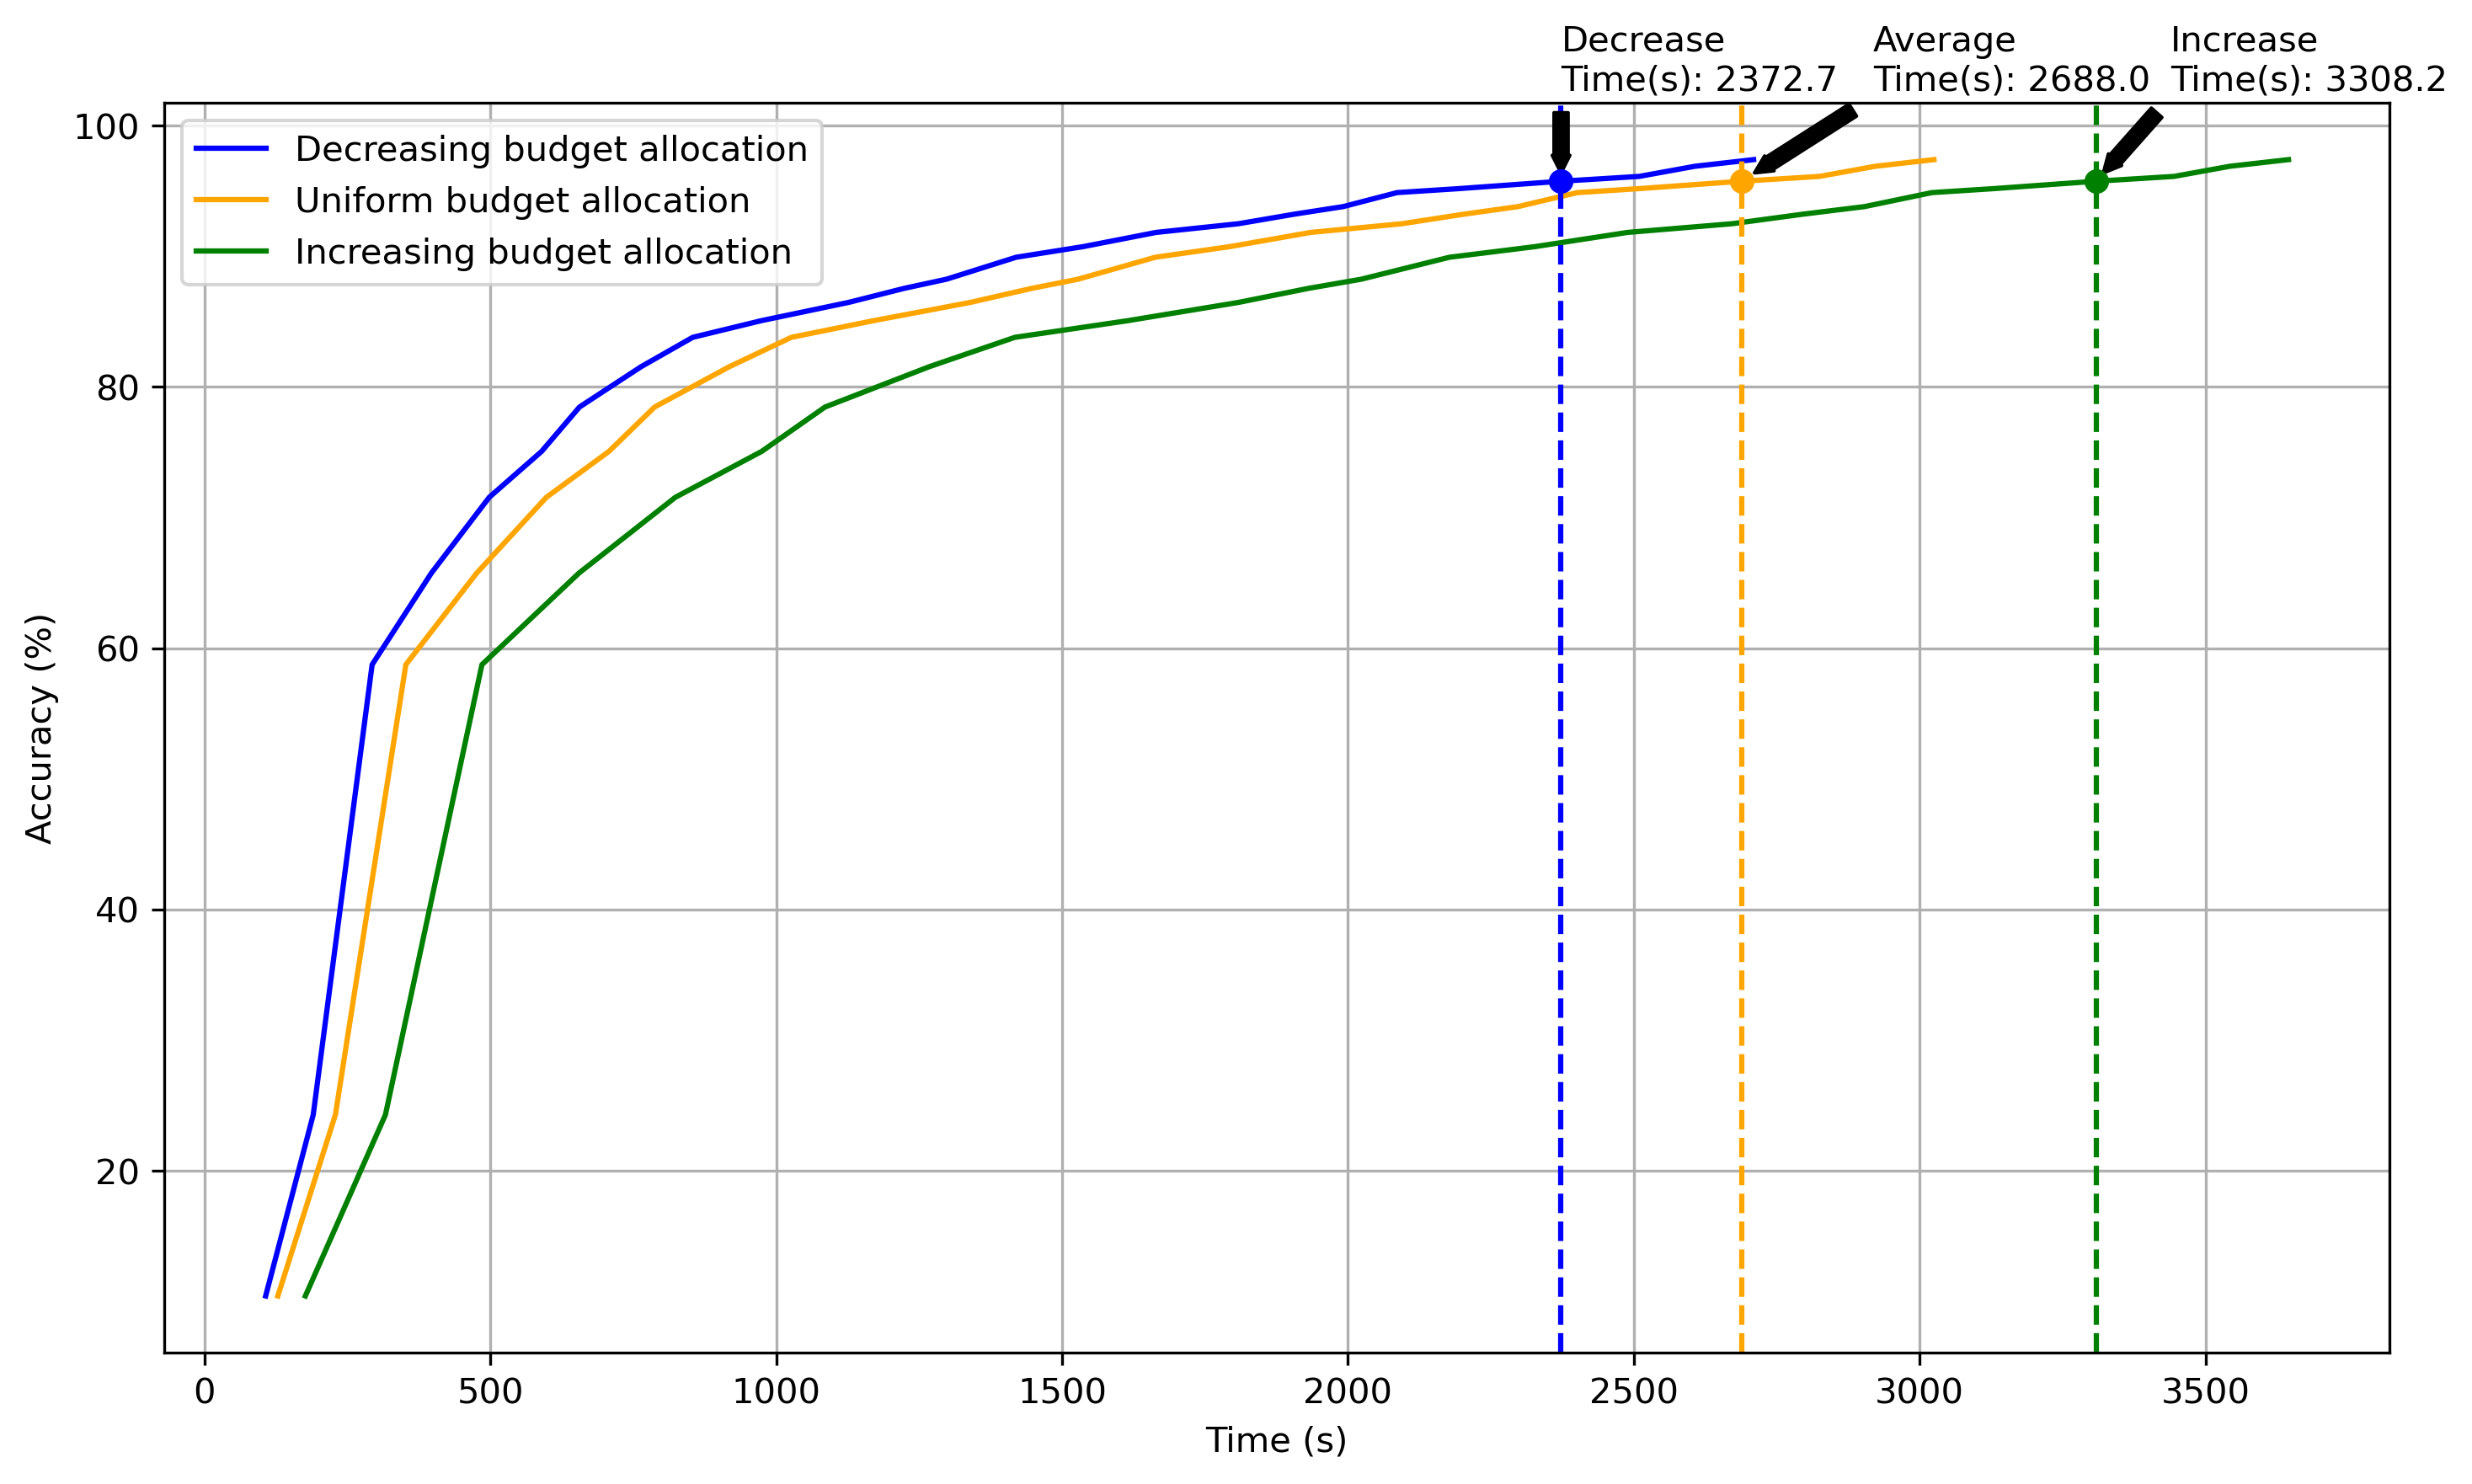 Decrease
Time(s): 2372.7
Average
Time(s): 2688.0
Increase
Time(s): 3308.2
Decreasing budget allocation
Uniform budget allocation
Increasing budget allocation
100
80
60
40
20
Accuracy (%)
0
500
1000
1500
2000
2500
3000
3500
Time (s)